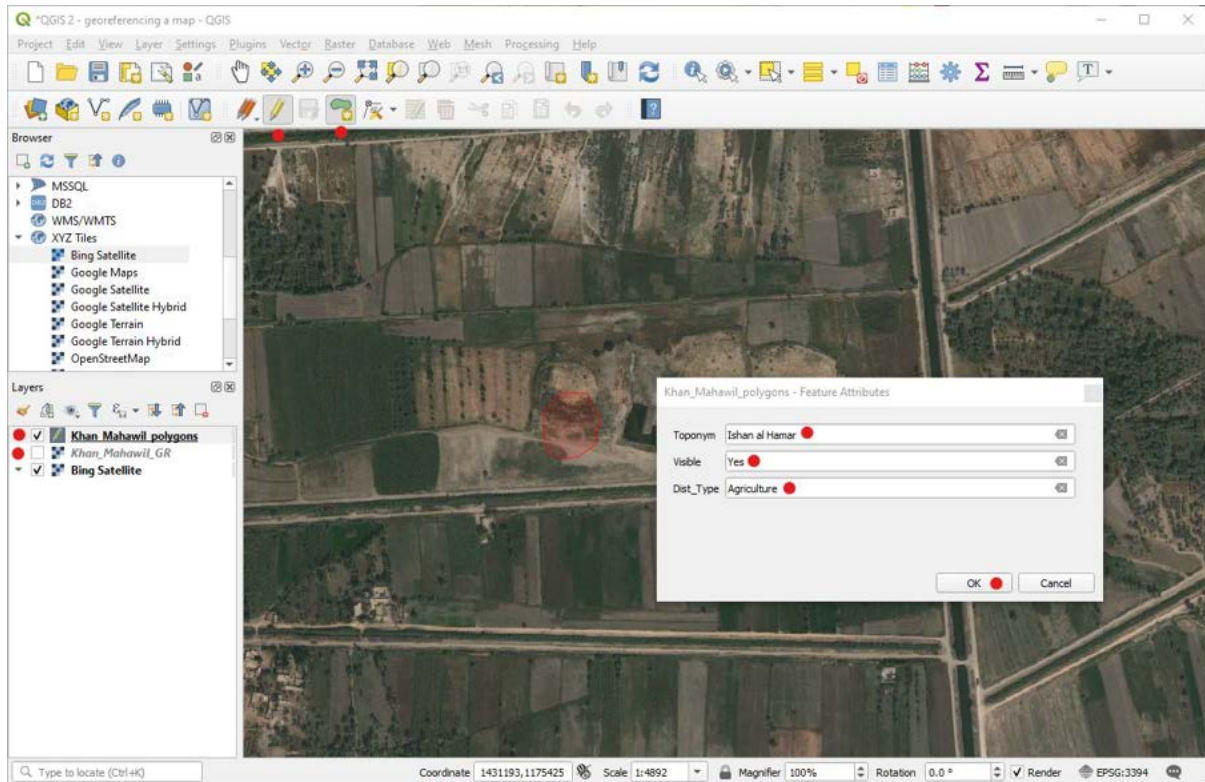 *QGIS 2 - georeferencing a map - QGIS
Project Edit View Layer Settings Plugins Vector Raster Database Web Mesh Processing Help
Browser
MSSQL
DB2
WMS/WMTS
XYZ Tiles
Bing Satellite
Google Maps
Google Satellite
Google Satellite Hybrid
Google Terrain
Google Terrain Hybrid
OpenStreetMap
Layers
Khan_Mahawil_polygons
Khan_Mahawil_GR
Bing Satellite
Khan_Mahawil_polygons - Feature Attributes
Toponym Ishan al Hamar
Visible Yes
Dist_Type Agriculture
OK Cancel
Type to locate (Ctrl+K) Coordinate 1431193,1175425 Scale 1:4892 Magnifier 100% Rotation 0.0 ° Render EPSG:3394